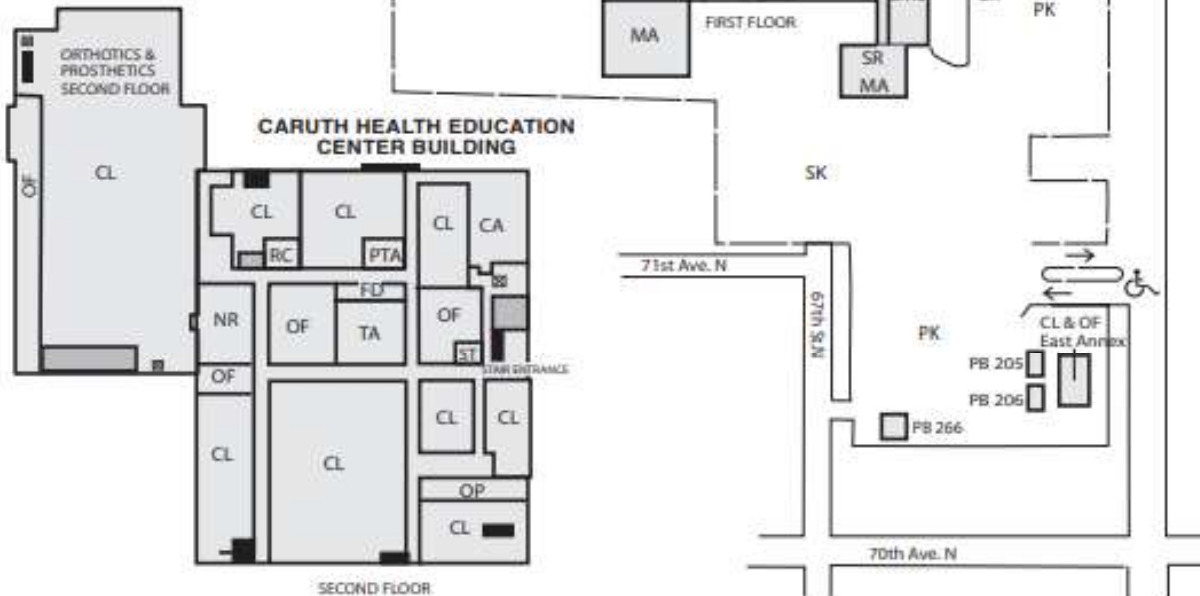 PK
FIRST FLOOR
MA
ORTHOTICS &
PROSTHETICS
SECOND FLOOR
SR
MA
CARUTH HEALTH EDUCATION
CENTER BUILDING
CL
OF
SK
CL
CL
CL
CA
RC
PTA
71st Ave. N
FD
NR
OF
TA
OF
ST
67th St.N
PK
CL & OF
East Annex
STAIR ENTRANCE
PB 205
OF
PB 206
CL
CL
PB 266
CL
CL
OP
CL
70th Ave. N
SECOND FLOOR